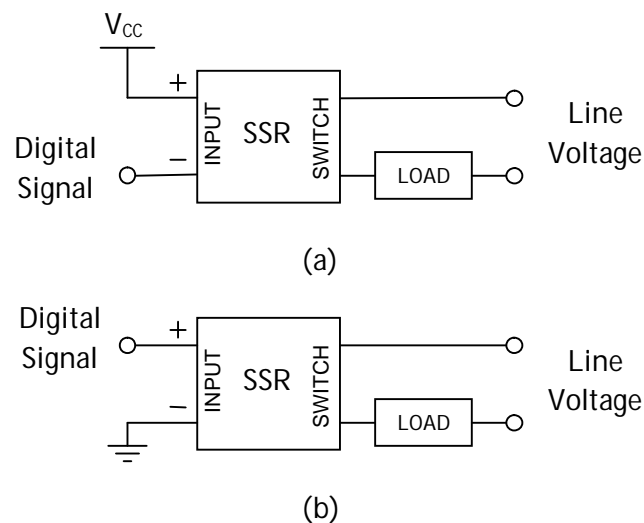 VCC
+
Digital
Signal
−
INPUT
SSR
SWITCH
LOAD
Line
Voltage
(a)
Digital
Signal
+
−
INPUT
SSR
SWITCH
LOAD
Line
Voltage
(b)